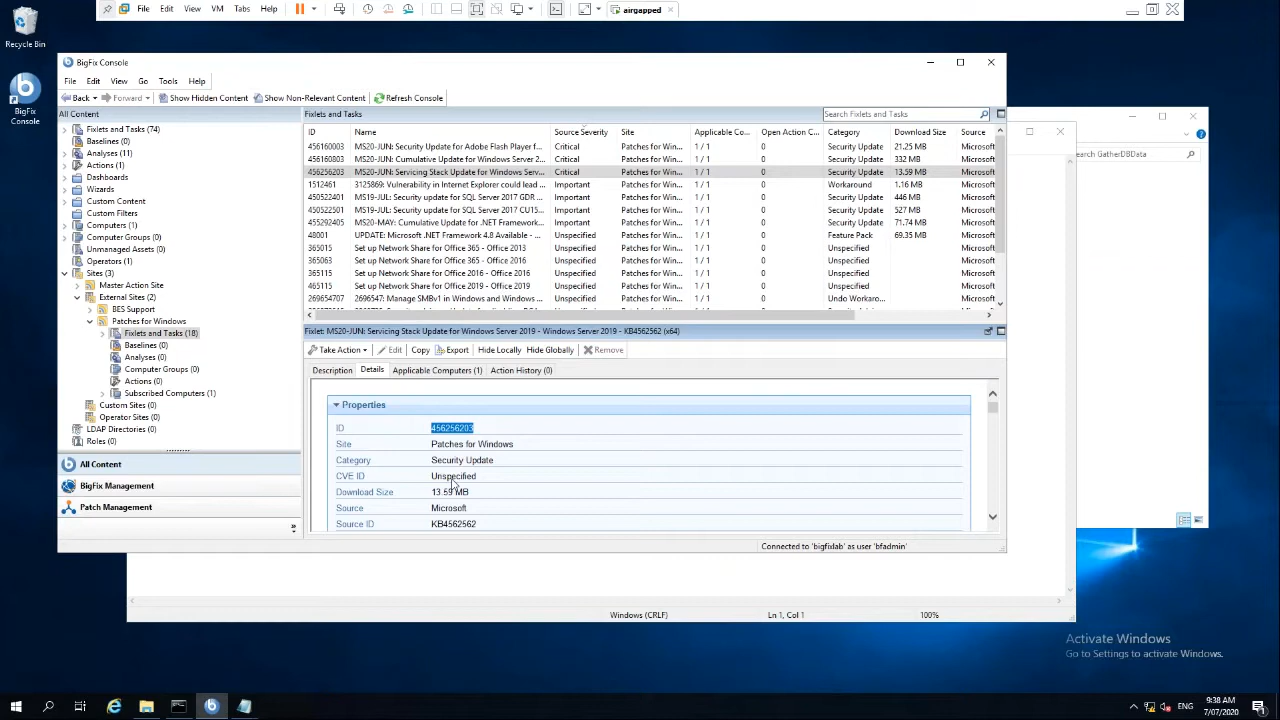 File Edit View VM Tabs Help airgapped
Recycle Bin
BigFix Console
BigFix Console
File Edit View Go Tools Help
Back Forward Show Hidden Content Show Non-Relevant Content Refresh Console
All Content
Fixlets and Tasks (74)
Baselines (0)
Analyses (11)
Actions (1)
Dashboards
Wizards
Custom Content
Custom Filters
Computers (1)
Computer Groups (0)
Unmanaged Assets (0)
Operators (1)
Sites (3)
Master Action Site
External Sites (2)
BES Support
Patches for Windows
Fixlets and Tasks (18)
Baselines (0)
Analyses (0)
Computer Groups (0)
Actions (0)
Subscribed Computers (1)
Custom Sites (0)
Operator Sites (0)
LDAP Directories (0)
Roles (0)
All Content
BigFix Management
Patch Management
Fixlets and Tasks Search Fixlets and Tasks
ID Name Source Severity Site Applicable Co... Open Action C... Category Download Size Source
456160003 MS20-JUN: Security Update for Adobe Flash Player f... Critical Patches for Win... 1 / 1 0 Security Update 21.25 MB Microsoft
456160803 MS20-JUN: Cumulative Update for Windows Server 2... Critical Patches for Win... 1 / 1 0 Security Update 332 MB Microsoft
456256203 MS20-JUN: Servicing Stack Update for Windows Serv... Critical Patches for Win... 1 / 1 0 Security Update 13.59 MB Microsoft
1512461 3125869: Vulnerability in Internet Explorer could lead ... Important Patches for Win... 1 / 1 0 Workaround 1.16 MB Microsoft
450522401 MS19-JUL: Security update for SQL Server 2017 GDR ... Important Patches for Win... 1 / 1 0 Security Update 446 MB Microsoft
450522501 MS19-JUL: Security update for SQL Server 2017 CU15... Important Patches for Win... 1 / 1 0 Security Update 527 MB Microsoft
455292405 MS20-MAY: Cumulative Update for .NET Framework... Important Patches for Win... 1 / 1 0 Security Update 71.74 MB Microsoft
48001 UPDATE: Microsoft .NET Framework 4.8 Available - ... Unspecified Patches for Win... 1 / 1 0 Feature Pack 69.35 MB Microsoft
365015 Set up Network Share for Office 365 - Office 2013 Unspecified Patches for Win... 1 / 1 0 Unspecified Microsoft
365063 Set up Network Share for Office 365 - Office 2016 Unspecified Patches for Win... 1 / 1 0 Unspecified Microsoft
365115 Set up Network Share for Office 2016 - Office 2016 Unspecified Patches for Win... 1 / 1 0 Unspecified Microsoft
465115 Set up Network Share for Office 2019 - Office 2019 Unspecified Patches for Win... 1 / 1 0 Unspecified Microsoft
269654707 2696547: Manage SMBv1 in Windows and Windows ... Unspecified Patches for Win... 1 / 1 0 Undo Workaro... Microsoft
Fixlet: MS20-JUN: Servicing Stack Update for Windows Server 2019 - Windows Server 2019 - KB4562562 (x64)
Take Action Edit Copy Export Hide Locally Hide Globally Remove
Description Details Applicable Computers (1) Action History (0)
Properties
ID 456256203
Site Patches for Windows
Category Security Update
CVE ID Unspecified
Download Size 13.59 MB
Source Microsoft
Source ID KB4562562
Connected to 'bigfixlab' as user 'bfadmin'
Search GatherDBData
Windows (CRLF) Ln 1, Col 1 100%
Activate Windows
Go to Settings to activate Windows.
ENG 9:38 AM
7/07/2020